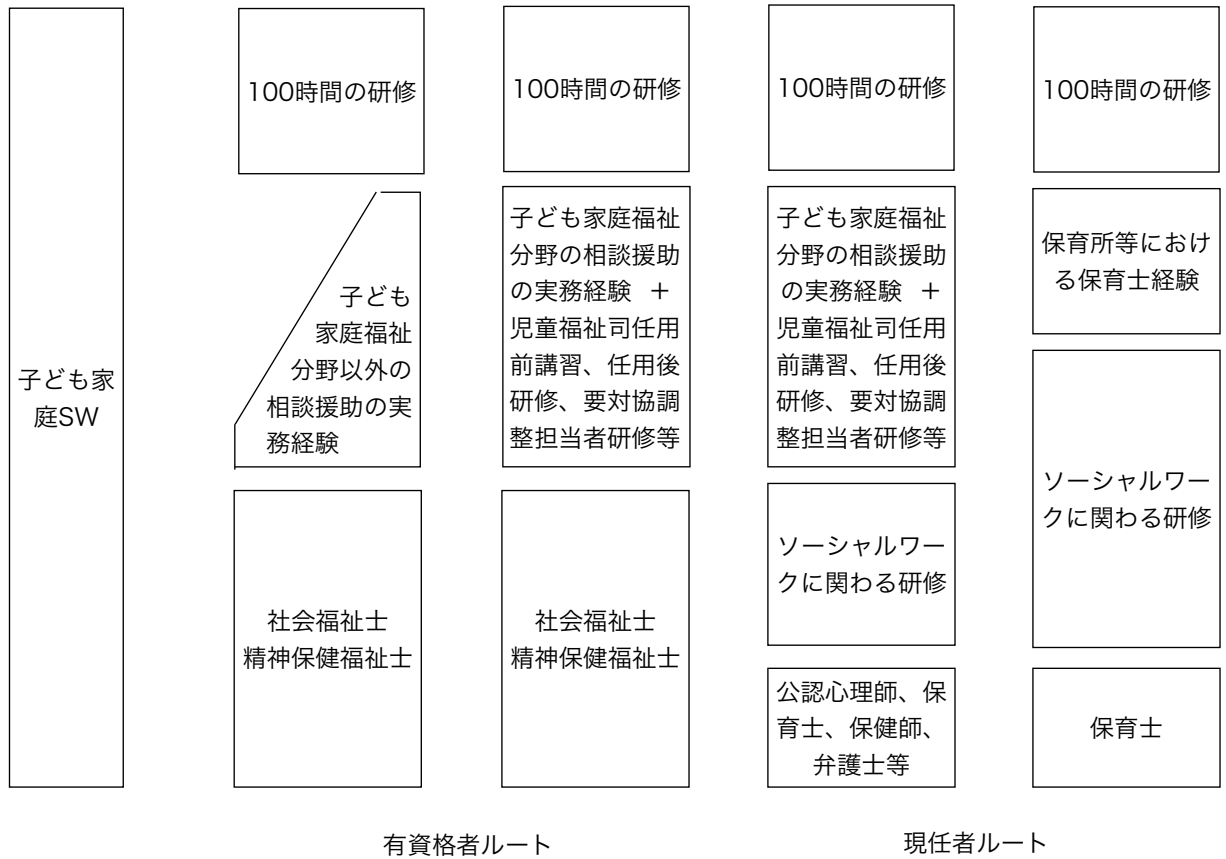 子ども家
庭SW
100時間の研修
子ども
家庭福祉
分野以外の
相談援助の実
務経験
社会福祉士
精神保健福祉士
100時間の研修
子ども家庭福祉
分野の相談援助
の実務経験 +
児童福祉司任用
前講習、任用後
研修、要対協調
整担当者研修等
社会福祉士
精神保健福祉士
100時間の研修
子ども家庭福祉
分野の相談援助
の実務経験 +
児童福祉司任用
前講習、任用後
研修、要対協調
整担当者研修等
ソーシャルワー
クに関わる研修
公認心理師、保
育士、保健師、
弁護士等
100時間の研修
保育所等におけ
る保育士経験
ソーシャルワー
クに関わる研修
保育士
有資格者ルート
現任者ルート